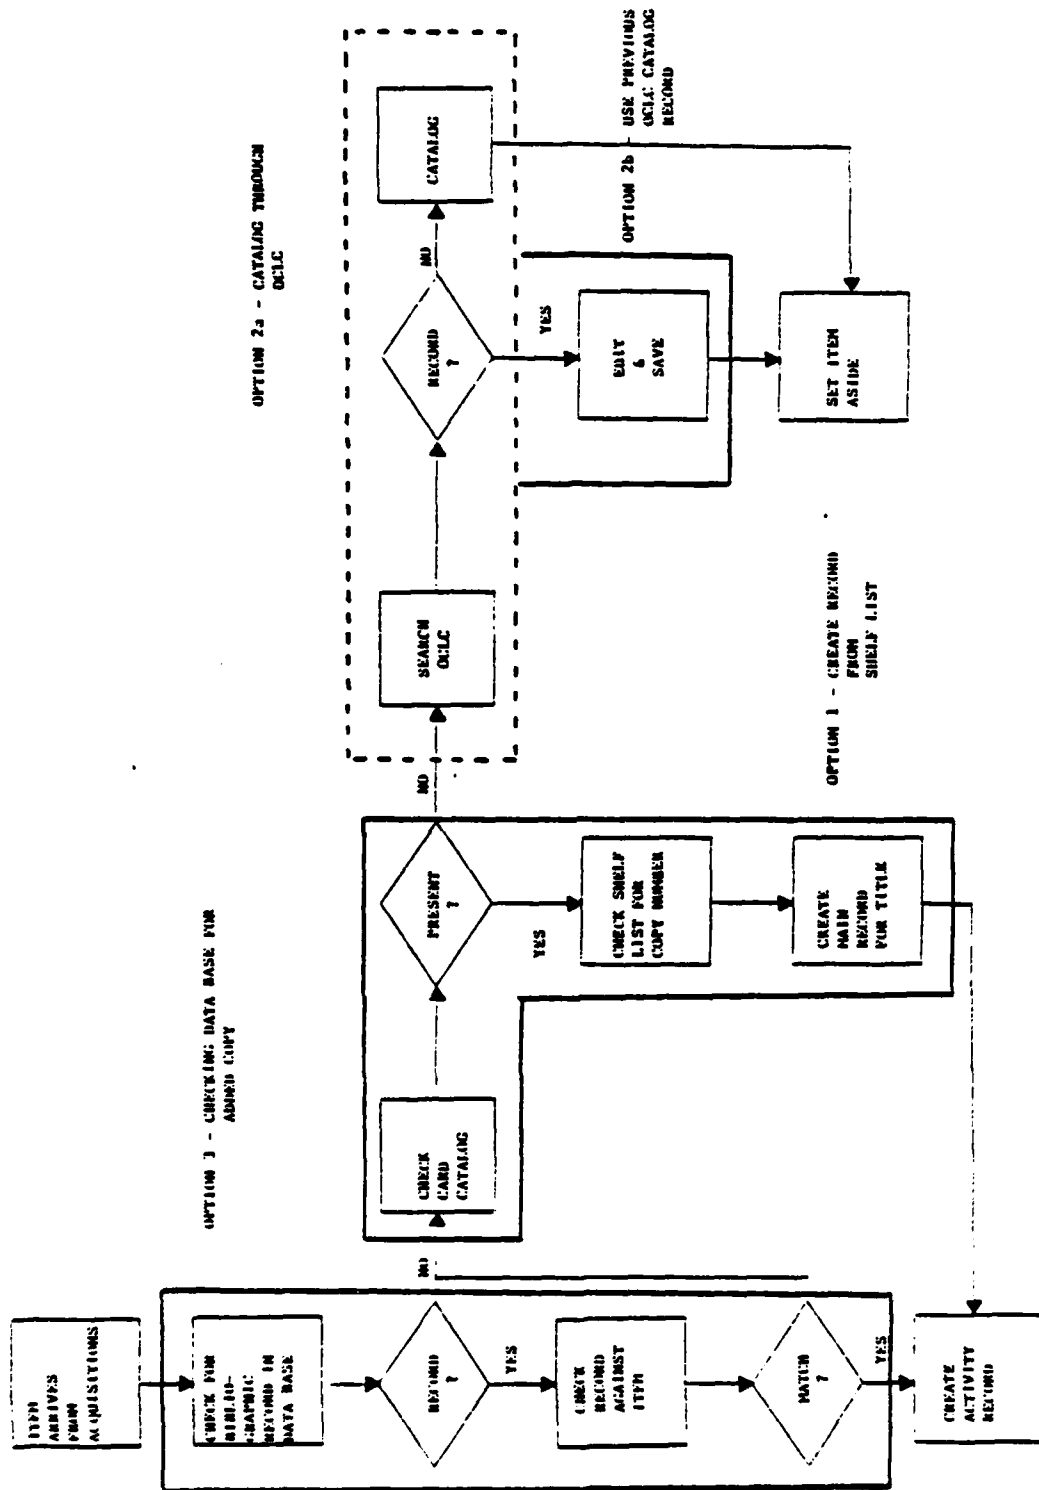 ITEM
ARRIVES
FROM
ACQUISITIONS
CHECK FOR
BIBLIO-
GRAPHIC
RECORD IN
DATA BASE
RECORD
?
NO
YES
CHECK
RECORD
AGAINST
ITEM
MATCH
?
YES
CREATE
ACTIVITY
RECORD
OPTION 3 - CHECKING DATA BASE FOR
ADDED COPY
CHECK
CARD
CATALOG
PRESENT
?
NO
YES
CHECK SHELF
LIST FOR
COPY NUMBER
CREATE
MAIN
RECORD
FOR TITLE
OPTION 1 - CREATE RECORD
FROM
SHELF LIST
OPTION 2a - CATALOG THROUGH
OCLC
SEARCH
OCLC
RECORD
?
NO
CATALOG
YES
EDIT
&
SAVE
OPTION 2b - USE PREVIOUS
OCLC CATALOG
RECORD
SET ITEM
ASIDE